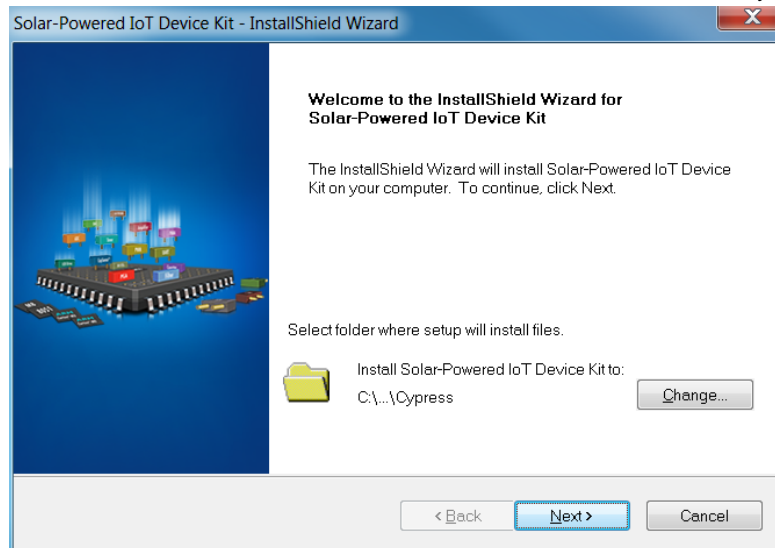 Solar-Powered IoT Device Kit - InstallShield Wizard
X
Welcome to the InstallShield Wizard for
Solar-Powered IoT Device Kit
The InstallShield Wizard will install Solar-Powered IoT Device
Kit on your computer.  To continue, click Next.
Select folder where setup will install files.
Install Solar-Powered IoT Device Kit to:
C:\...\Cypress
Change...
< Back
Next >
Cancel